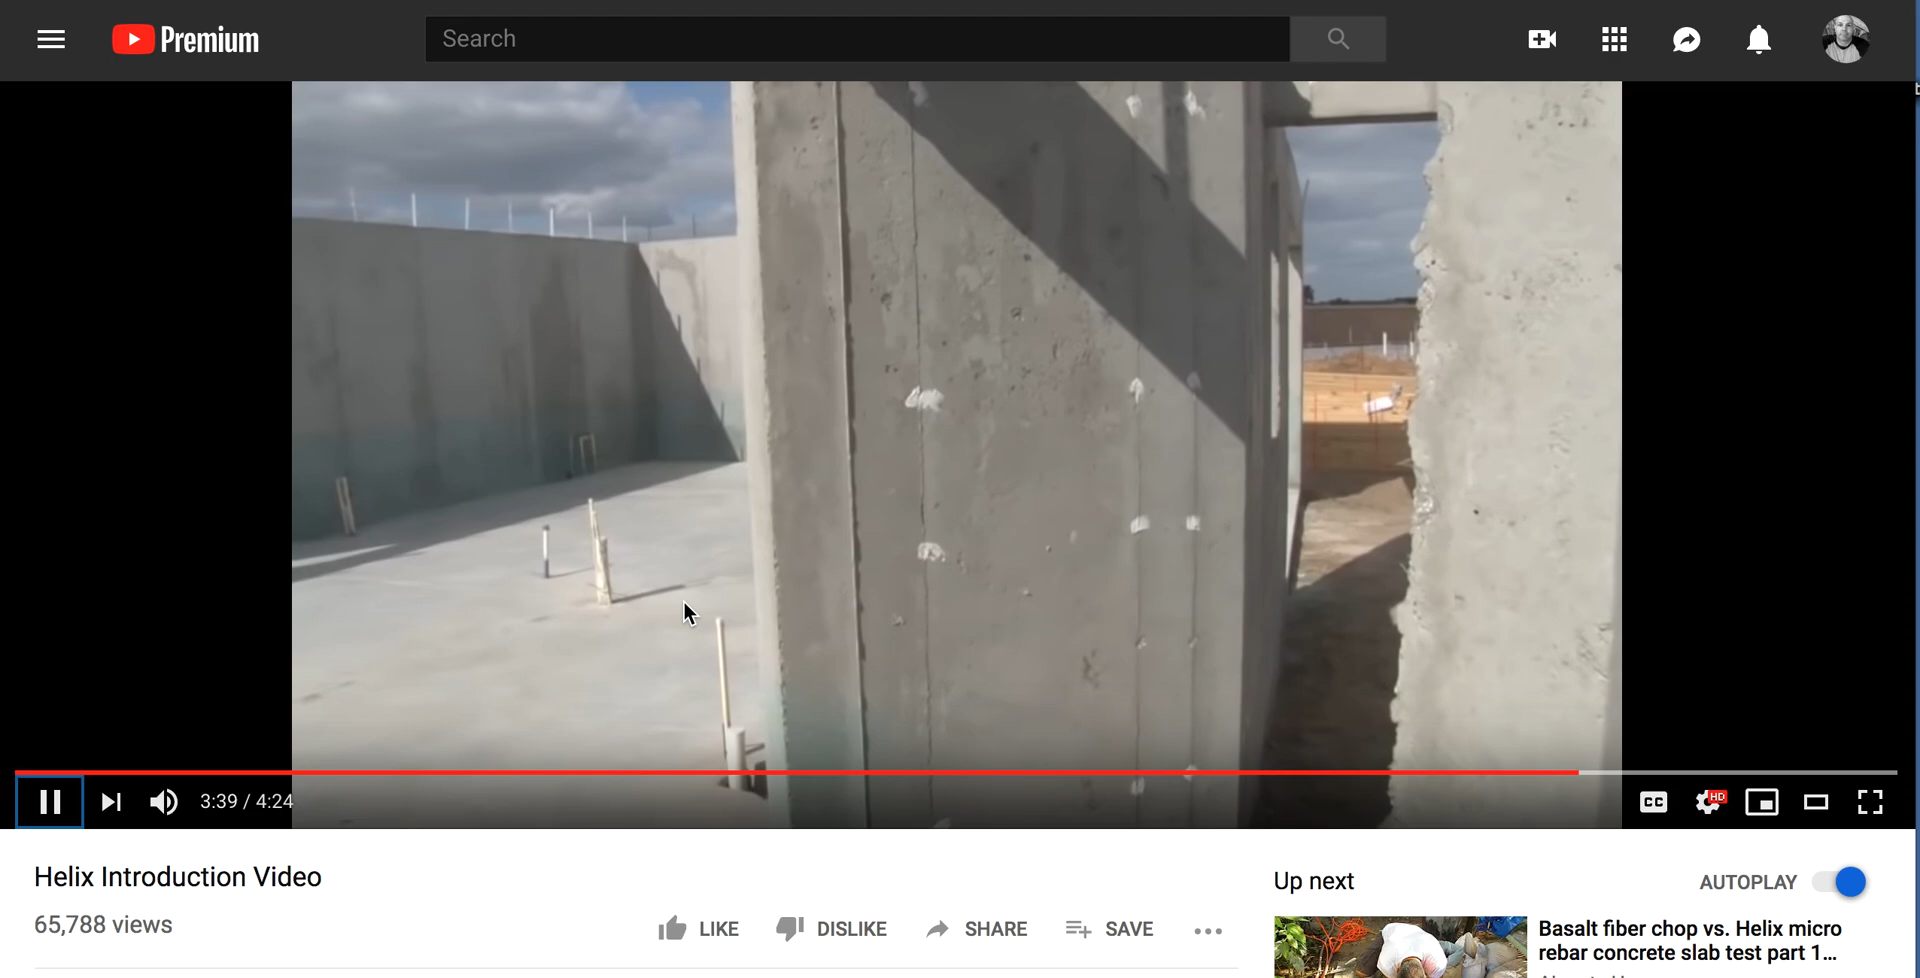 Premium
Search
3:39 / 4:24
CC
HD
Helix Introduction Video
65,788 views
LIKE
DISLIKE
SHARE
SAVE
Up next
AUTOPLAY
Basalt fiber chop vs. Helix micro
rebar concrete slab test part 1...